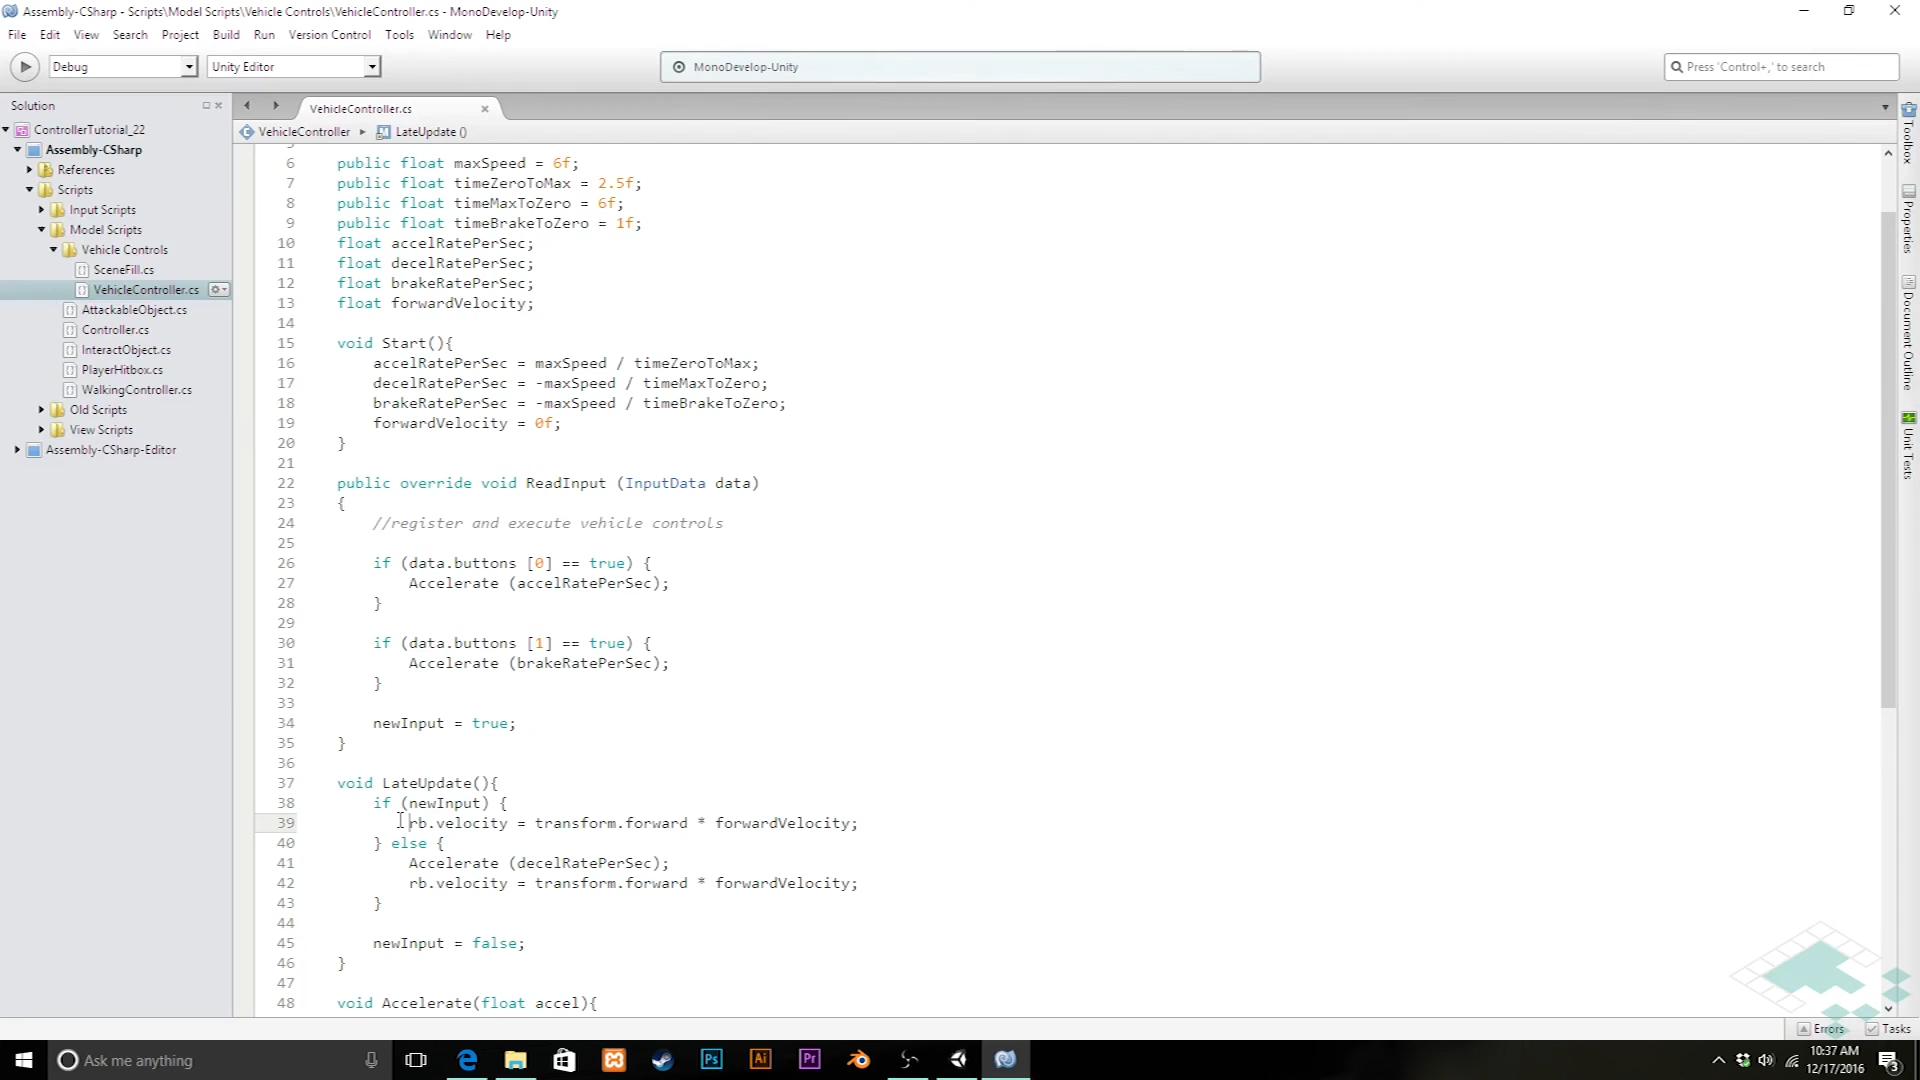 Assembly-CSharp - Scripts\Model Scripts\Vehicle Controls\VehicleController.cs - MonoDevelop-Unity
File Edit View Search Project Build Run Version Control Tools Window Help
Debug Unity Editor MonoDevelop-Unity Press 'Control+,' to search
Solution VehicleController.cs
VehicleController LateUpdate ()
ControllerTutorial_22
Assembly-CSharp
References
Scripts
Input Scripts
Model Scripts
Vehicle Controls
SceneFill.cs
VehicleController.cs
AttackableObject.cs
Controller.cs
InteractObject.cs
PlayerHitbox.cs
WalkingController.cs
Old Scripts
View Scripts
Assembly-CSharp-Editor
6 public float maxSpeed = 6f;
7 public float timeZeroToMax = 2.5f;
8 public float timeMaxToZero = 6f;
9 public float timeBrakeToZero = 1f;
10 float accelRatePerSec;
11 float decelRatePerSec;
12 float brakeRatePerSec;
13 float forwardVelocity;
14
15 void Start(){
16 accelRatePerSec = maxSpeed / timeZeroToMax;
17 decelRatePerSec = -maxSpeed / timeMaxToZero;
18 brakeRatePerSec = -maxSpeed / timeBrakeToZero;
19 forwardVelocity = 0f;
20 }
21
22 public override void ReadInput (InputData data)
23 {
24 //register and execute vehicle controls
25
26 if (data.buttons [0] == true) {
27 Accelerate (accelRatePerSec);
28 }
29
30 if (data.buttons [1] == true) {
31 Accelerate (brakeRatePerSec);
32 }
33
34 newInput = true;
35 }
36
37 void LateUpdate(){
38 if (newInput) {
39 rb.velocity = transform.forward * forwardVelocity;
40 } else {
41 Accelerate (decelRatePerSec);
42 rb.velocity = transform.forward * forwardVelocity;
43 }
44
45 newInput = false;
46 }
47
48 void Accelerate(float accel){
Toolbox
Properties
Document Outline
Unit Tests
Errors Tasks
Ask me anything
Ps Ai Pr
10:37 AM
12/17/2016
3